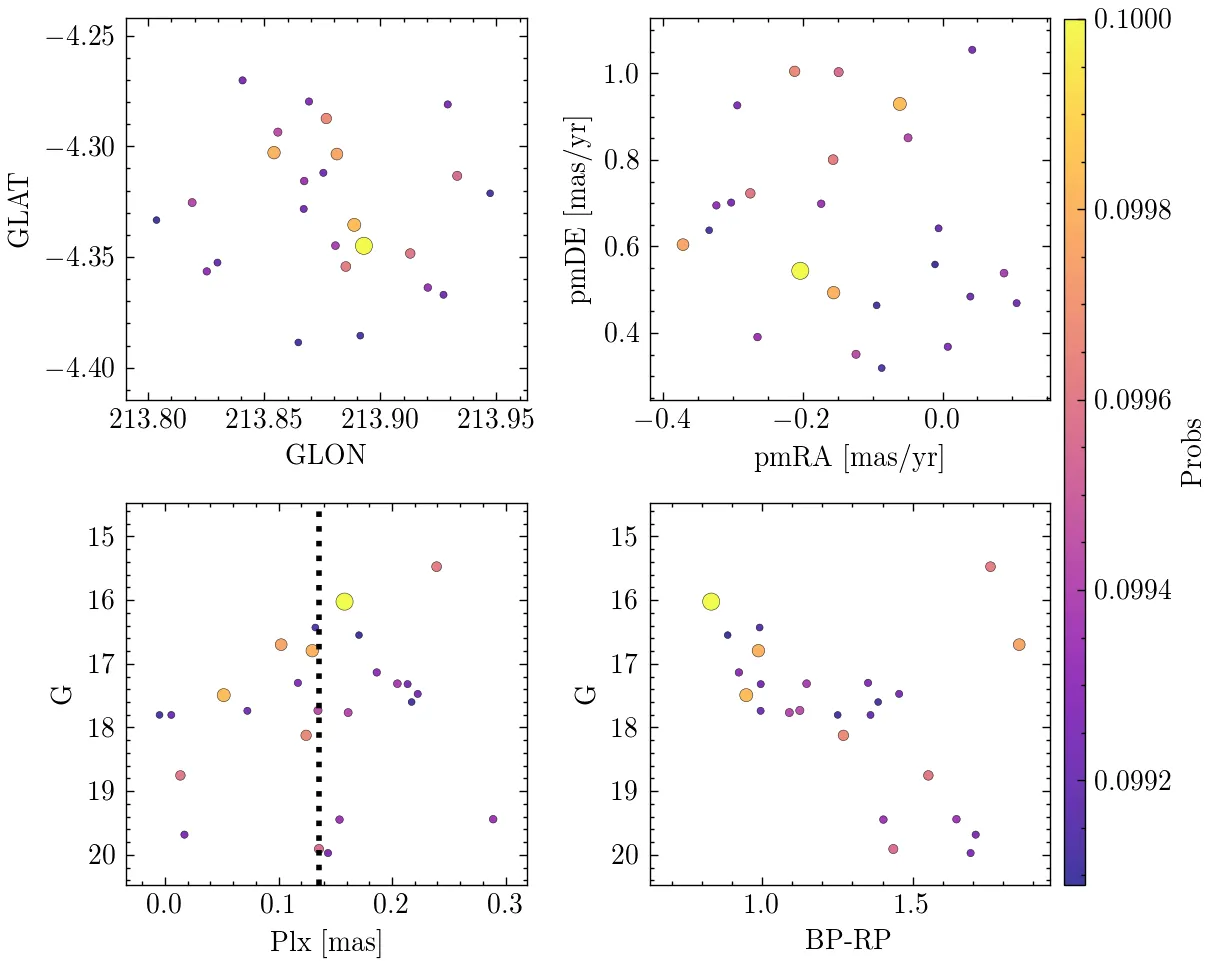 GLAT
−4.25
−4.30
−4.35
−4.40
213.80 213.85 213.90 213.95
GLON
pmDE [mas/yr]
1.0
0.8
0.6
0.4
−0.4 −0.2 0.0
pmRA [mas/yr]
G
15
16
17
18
19
20
0.0 0.1 0.2 0.3
Plx [mas]
G
15
16
17
18
19
20
1.0 1.5
BP-RP
0.1000
0.0998
0.0996
0.0994
0.0992
Probs